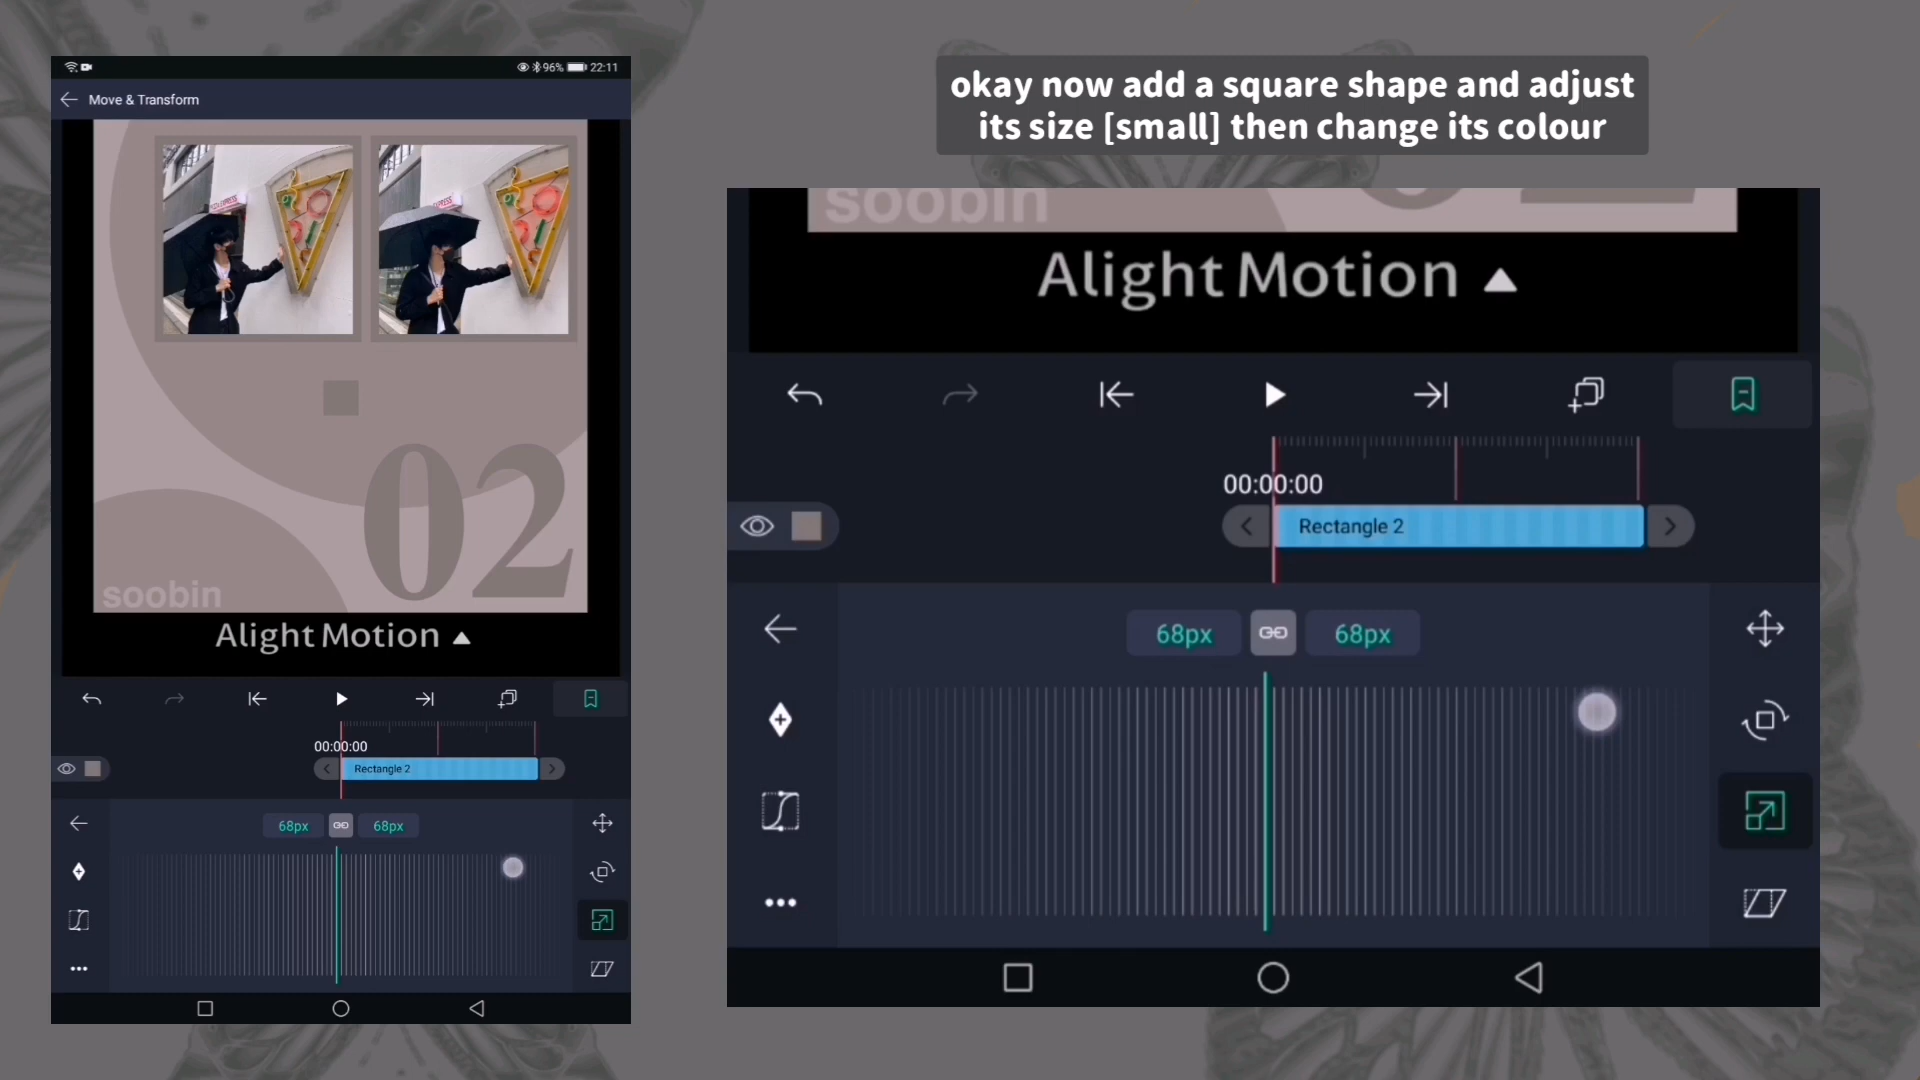 okay now add a square shape and adjust
its size [small] then change its colour
96% 22:11
Move & Transform
02
soobin
Alight Motion
00:00:00
Rectangle 2
68px 68px
soobin
Alight Motion
00:00:00
Rectangle 2
68px 68px